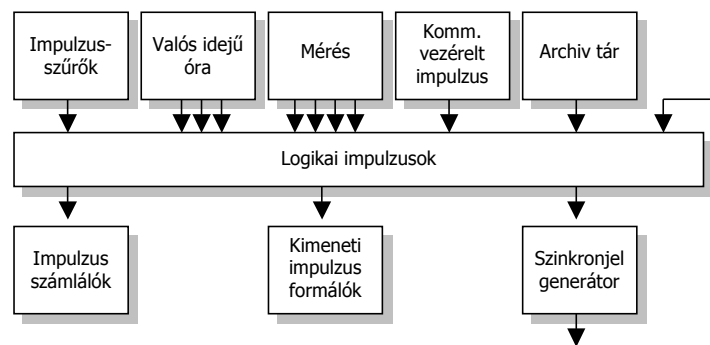 Impulzus-
szűrők
Valós idejű
óra
Mérés
Komm.
vezérelt
impulzus
Archiv tár
Logikai impulzusok
Impulzus
számlálók
Kimeneti
impulzus
formálók
Szinkronjel
generátor